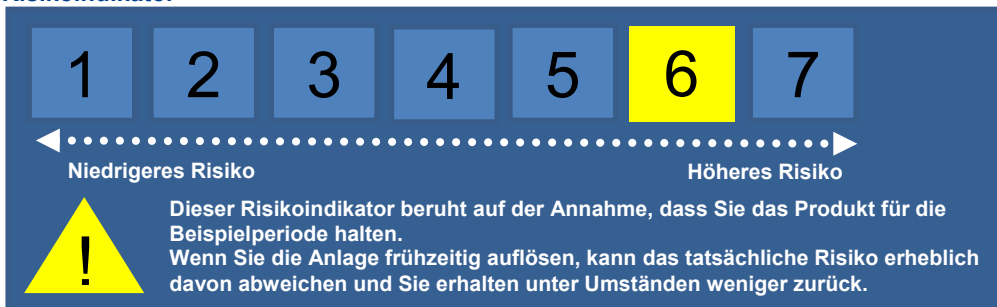 Risikoindikator
1 2 3 4 5 6 7
Niedrigeres Risiko Höheres Risiko
Dieser Risikoindikator beruht auf der Annahme, dass Sie das Produkt für die
Beispielperiode halten.
Wenn Sie die Anlage frühzeitig auflösen, kann das tatsächliche Risiko erheblich
davon abweichen und Sie erhalten unter Umständen weniger zurück.
!